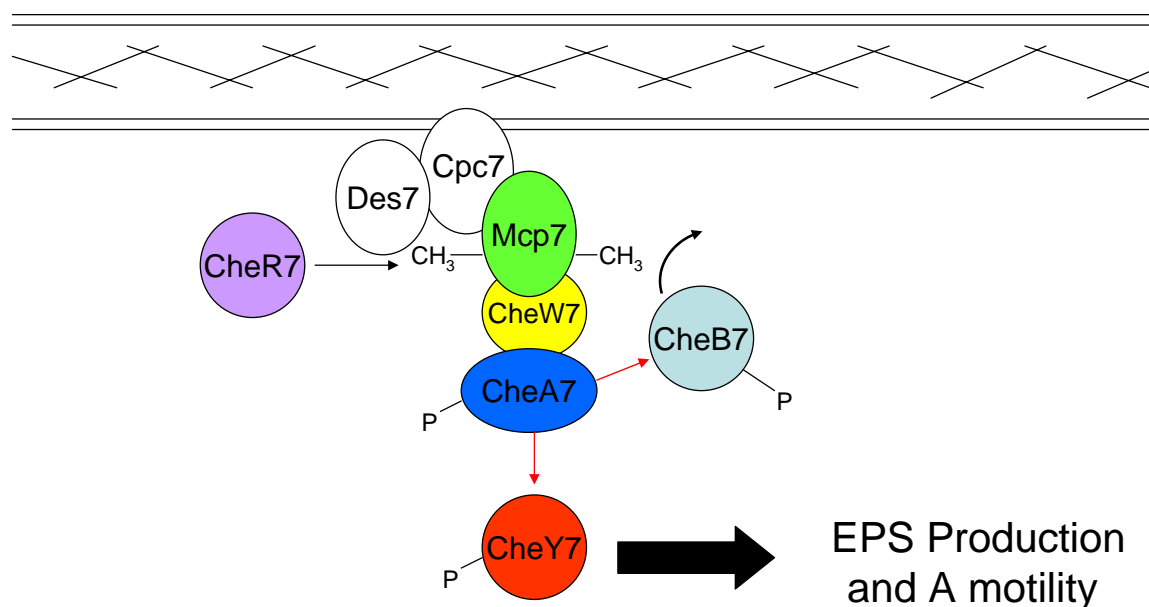 Cpc7
Des7
Mcp7
CheR7
CH3
CH3
CheW7
CheB7
CheA7
P
P
CheY7
P
EPS Production
and A motility